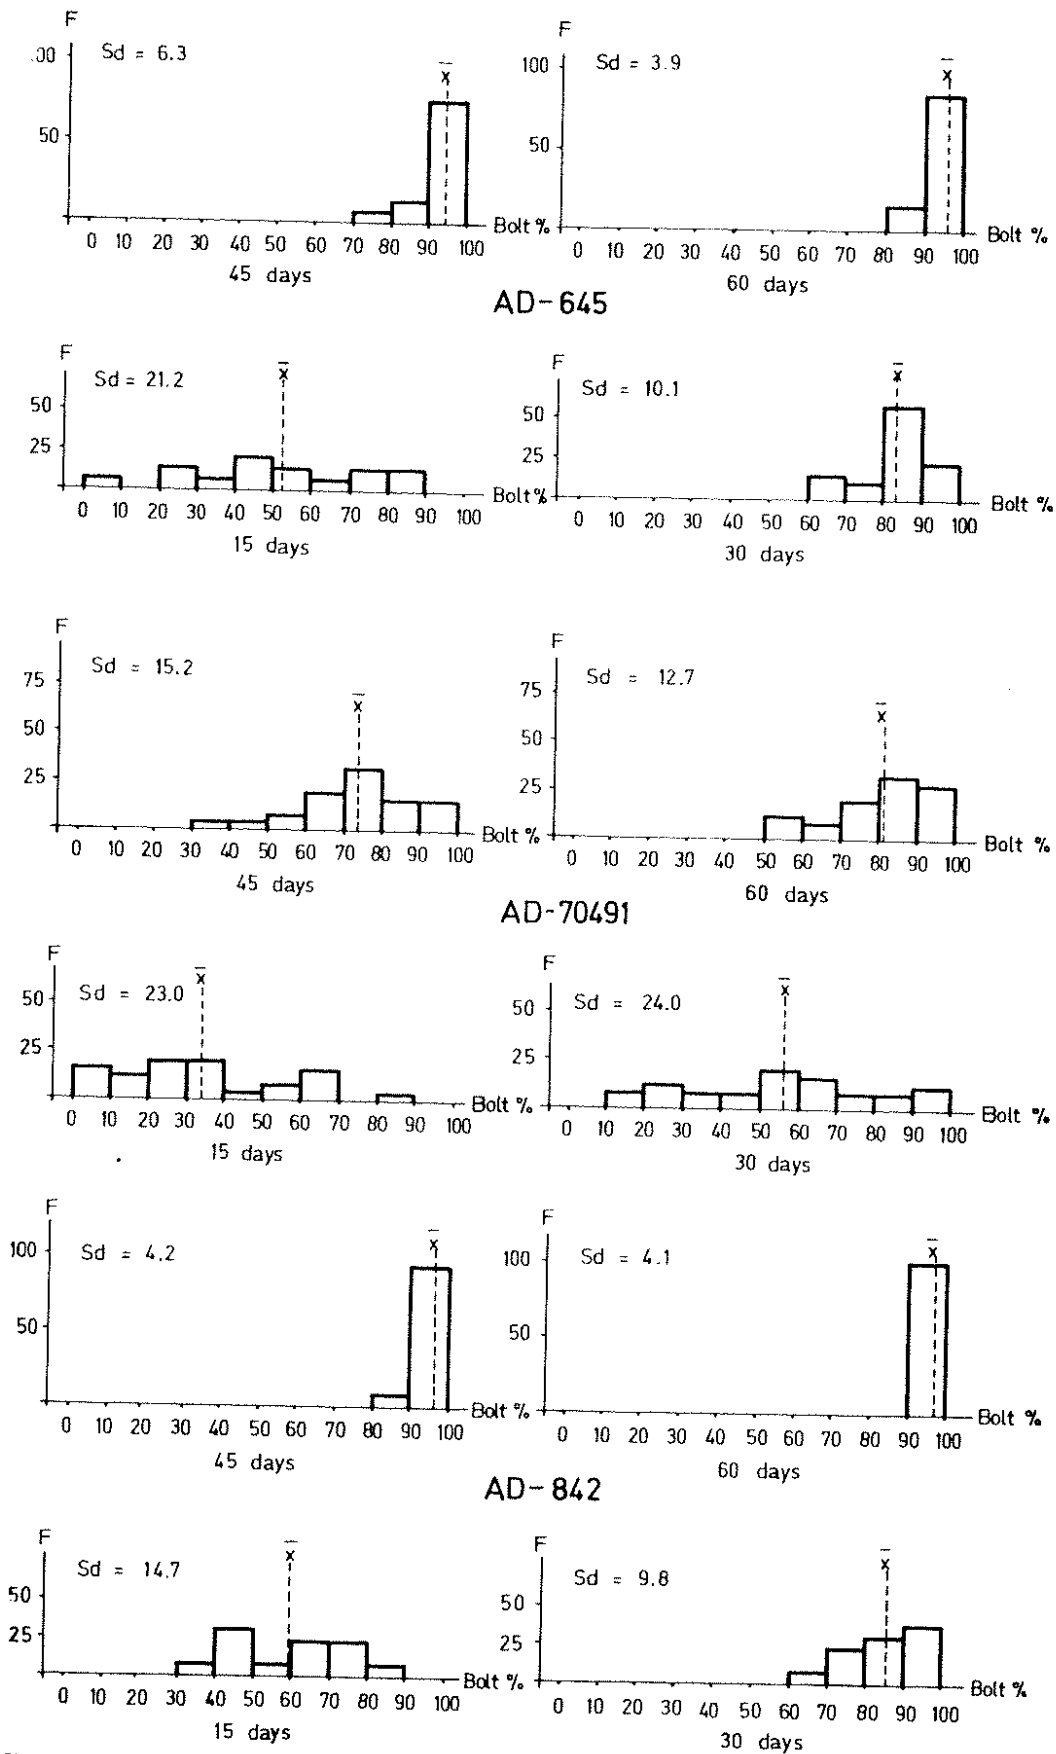 F
Sd = 6.3
x̄
.00
50
Bolt %
0 10 20 30 40 50 60 70 80 90 100
45 days
F
Sd = 3.9
x̄
100
50
Bolt %
0 10 20 30 40 50 60 70 80 90 100
60 days
AD-645
F
Sd = 21.2
x̄
50
25
Bolt%
0 10 20 30 40 50 60 70 80 90 100
15 days
F
Sd = 10.1
x̄
50
25
Bolt %
0 10 20 30 40 50 60 70 80 90 100
30 days
F
Sd = 15.2
x̄
75
50
25
Bolt %
0 10 20 30 40 50 60 70 80 90 100
45 days
F
Sd = 12.7
x̄
75
50
25
Bolt %
0 10 20 30 40 50 60 70 80 90 100
60 days
AD-70491
F
Sd = 23.0
x̄
50
25
Bolt %
0 10 20 30 40 50 60 70 80 90 100
15 days
F
Sd = 24.0
x̄
50
25
Bolt %
0 10 20 30 40 50 60 70 80 90 100
30 days
F
Sd = 4.2
x̄
100
50
Bolt %
0 10 20 30 40 50 60 70 80 90 100
45 days
F
Sd = 4.1
x̄
100
50
Bolt %
0 10 20 30 40 50 60 70 80 90 100
60 days
AD-842
F
Sd = 14.7
x̄
50
25
Bolt %
0 10 20 30 40 50 60 70 80 90 100
15 days
F
Sd = 9.8
x̄
50
25
Bolt %
0 10 20 30 40 50 60 70 80 90 100
30 days